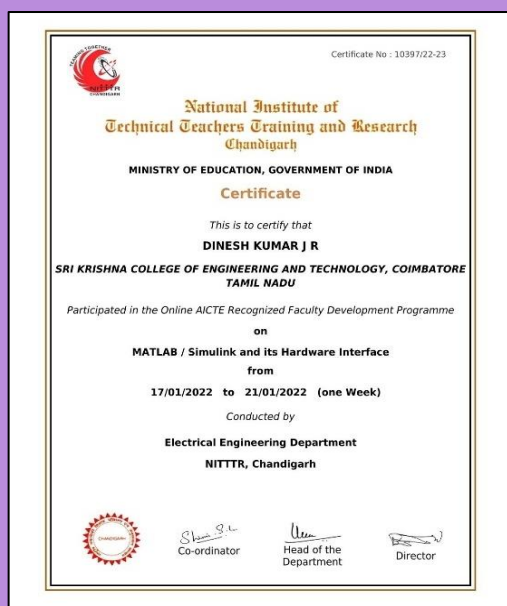 Certificate No : 10397/22-23
NITTTR
CHANDIGARH
National Institute of
Technical Teachers Training and Research
Chandigarh
MINISTRY OF EDUCATION, GOVERNMENT OF INDIA
Certificate
This is to certify that
DINESH KUMAR J R
SRI KRISHNA COLLEGE OF ENGINEERING AND TECHNOLOGY, COIMBATORE
TAMIL NADU
Participated in the Online AICTE Recognized Faculty Development Programme
on
MATLAB / Simulink and its Hardware Interface
from
17/01/2022 to 21/01/2022 (one Week)
Conducted by
Electrical Engineering Department
NITTTR, Chandigarh
CHANDIGARH
Co-ordinator
Head of the
Department
Director